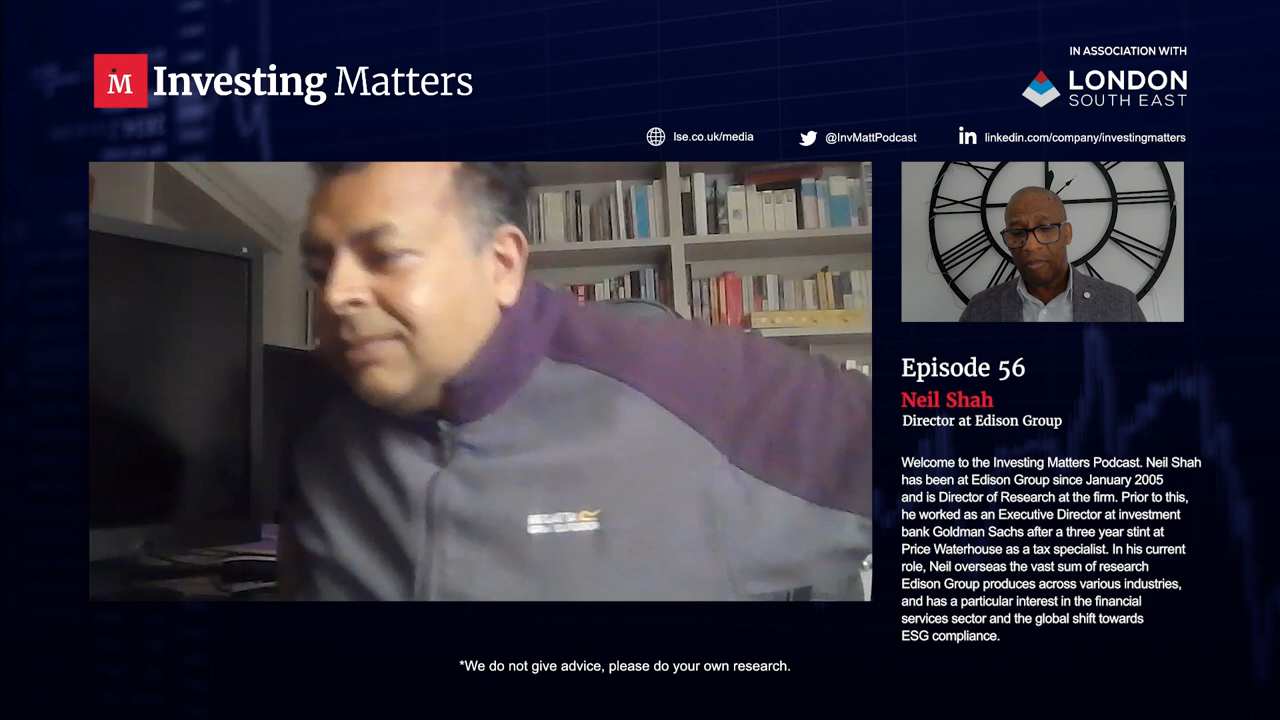 M Investing Matters
IN ASSOCIATION WITH
LONDON
SOUTH EAST
lse.co.uk/media
@InvMattPodcast
in linkedin.com/company/investingmatters
Episode 56
Neil Shah
Director at Edison Group
Welcome to the Investing Matters Podcast. Neil Shah
has been at Edison Group since January 2005
and is Director of Research at the firm. Prior to this,
he worked as an Executive Director at investment
bank Goldman Sachs after a three year stint at
Price Waterhouse as a tax specialist. In his current
role, Neil overseas the vast sum of research
Edison Group produces across various industries,
and has a particular interest in the financial
services sector and the global shift towards
ESG compliance.
*We do not give advice, please do your own research.